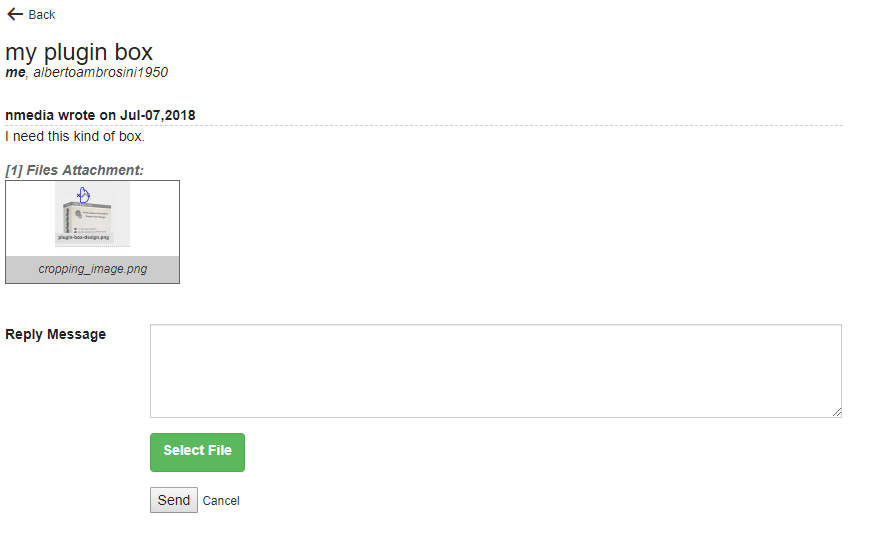 Back
my plugin box
me, albertoambrosini1950
nmedia wrote on Jul-07,2018
I need this kind of box.
[1] Files Attachment:
plugin-box-design.png
cropping_image.png
Reply Message
Select File
Send Cancel